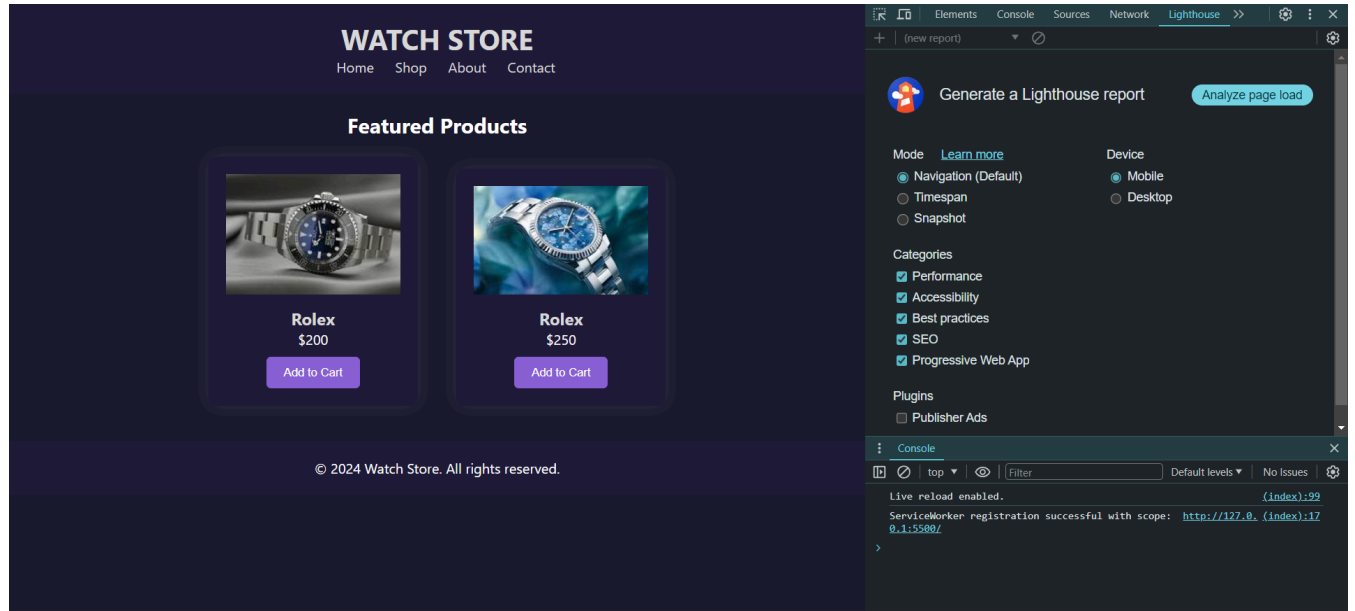 WATCH STORE
Home Shop About Contact
Featured Products
Rolex
$200
Add to Cart
Rolex
$250
Add to Cart
© 2024 Watch Store. All rights reserved.
Elements Console Sources Network Lighthouse
(new report)
Generate a Lighthouse report
Analyze page load
Mode Learn more
Navigation (Default)
Timespan
Snapshot
Device
Mobile
Desktop
Categories
Performance
Accessibility
Best practices
SEO
Progressive Web App
Plugins
Publisher Ads
Console
top Filter Default levels No Issues
Live reload enabled. (index):99
ServiceWorker registration successful with scope: http://127.0. (index):17
0.1:5500/